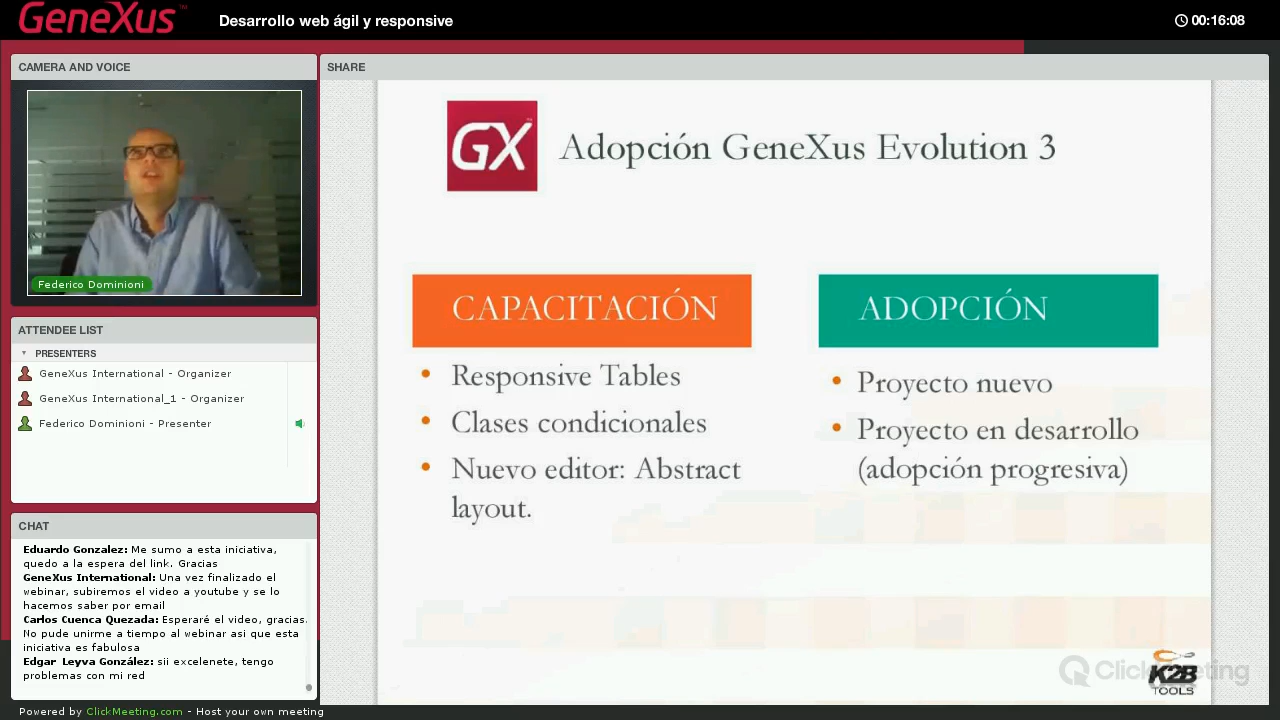 GeneXus™
Desarrollo web ágil y responsive
00:16:08
CAMERA AND VOICE
Federico Dominioni
ATTENDEE LIST
PRESENTERS
GeneXus International - Organizer
GeneXus International_1 - Organizer
Federico Dominioni - Presenter
CHAT
Eduardo Gonzalez: Me sumo a esta iniciativa,
quedo a la espera del link. Gracias
GeneXus International: Una vez finalizado el
webinar subiremos el video a youtube y se lo
hacemos saber por email
Carlos Quezada: Esperaré el video, gracias.
No pude unirme a tiempo al webinar porque esta
iniciativa es fabulosa
Edgar Leyva González: sii excelente, tengo
problemas con mi red
Powered by ClickMeeting.com - Host your own meeting
SHARE
GX
Adopción GeneXus Evolution 3
CAPACITACIÓN
• Responsive Tables
• Clases condicionales
• Nuevo editor: Abstract
layout.
ADOPCIÓN
• Proyecto nuevo
• Proyecto en desarrollo
(adopción progresiva)
ClickMeeting
K2B
TOOLS